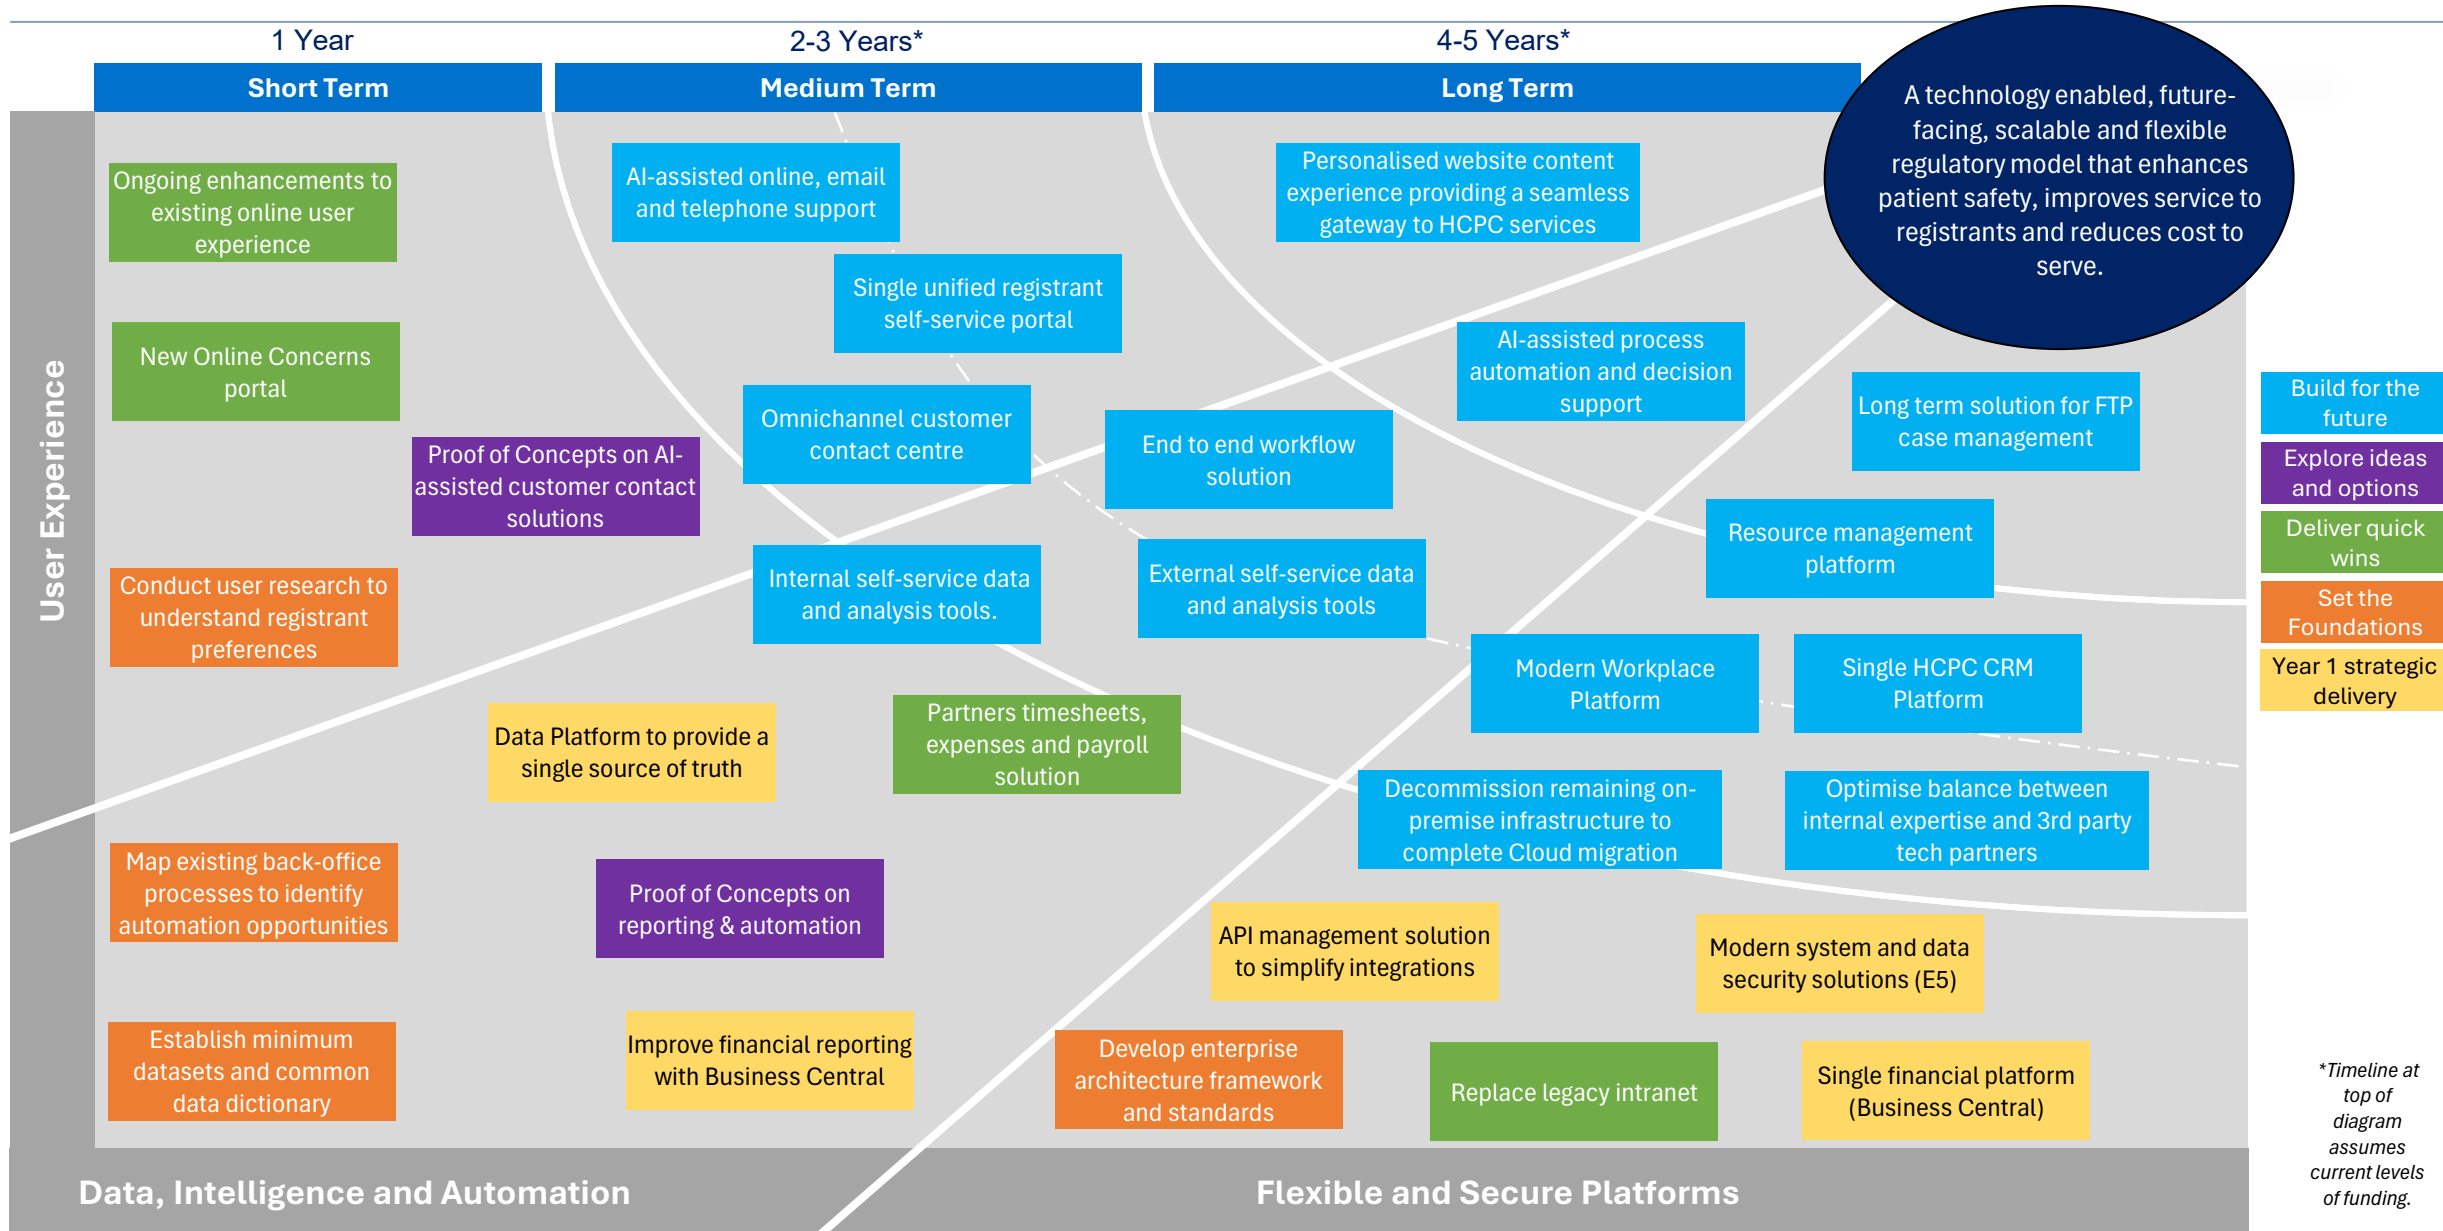 1 Year
2-3 Years*
4-5 Years*
Short Term
Medium Term
Long Term
A technology enabled, future-
facing, scalable and flexible
regulatory model that enhances
patient safety, improves service to
registrants and reduces cost to
serve.
User Experience
Ongoing enhancements to
existing online user
experience
AI-assisted online, email
and telephone support
Personalised website content
experience providing a seamless
gateway to HCPC services
Single unified registrant
self-service portal
New Online Concerns
portal
AI-assisted process
automation and decision
support
Omnichannel customer
contact centre
Long term solution for FTP
case management
Proof of Concepts on AI-
assisted customer contact
solutions
End to end workflow
solution
Resource management
platform
Conduct user research to
understand registrant
preferences
Internal self-service data
and analysis tools.
External self-service data
and analysis tools
Modern Workplace
Platform
Single HCPC CRM
Platform
Data Platform to provide a
single source of truth
Partners timesheets,
expenses and payroll
solution
Decommission remaining on-
premise infrastructure to
complete Cloud migration
Optimise balance between
internal expertise and 3rd party
tech partners
Map existing back-office
processes to identify
automation opportunities
Proof of Concepts on
reporting & automation
API management solution
to simplify integrations
Modern system and data
security solutions (E5)
Establish minimum
datasets and common
data dictionary
Improve financial reporting
with Business Central
Develop enterprise
architecture framework
and standards
Replace legacy intranet
Single financial platform
(Business Central)
Data, Intelligence and Automation
Flexible and Secure Platforms
Build for the
future
Explore ideas
and options
Deliver quick
wins
Set the
Foundations
Year 1 strategic
delivery
*Timeline at
top of
diagram
assumes
current levels
of funding.